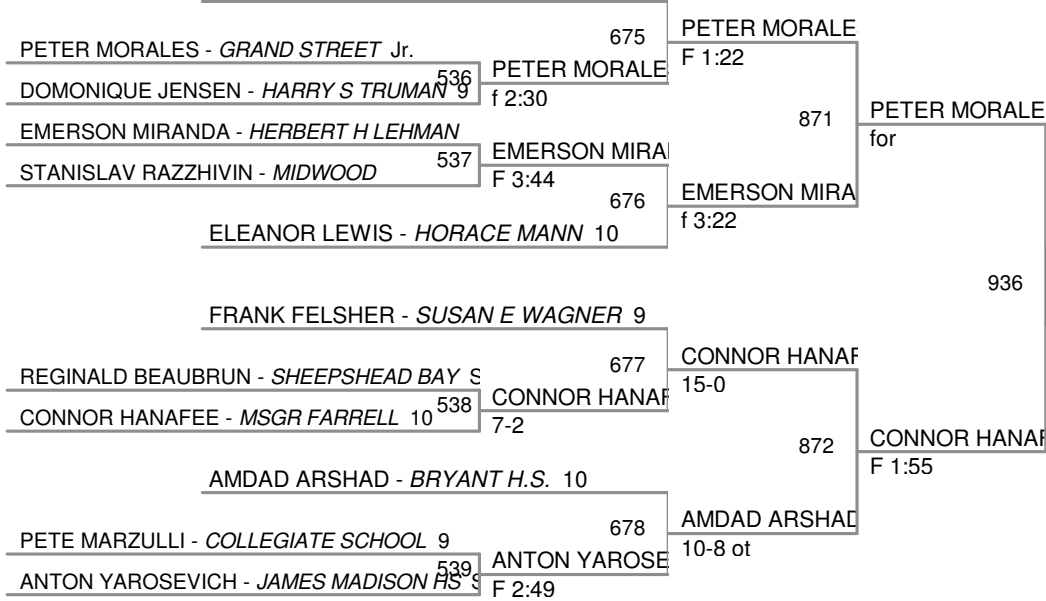 PETER MORALES - GRAND STREET Jr.
536
DOMONIQUE JENSEN - HARRY S TRUMAN 9
PETER MORALE
f 2:30
675
PETER MORALE
F 1:22
EMERSON MIRANDA - HERBERT H LEHMAN
537
STANISLAV RAZZHIVIN - MIDWOOD
EMERSON MIRA
F 3:44
676
ELEANOR LEWIS - HORACE MANN 10
EMERSON MIRA
f 3:22
871
PETER MORALE
for
936
FRANK FELSHER - SUSAN E WAGNER 9
677
REGINALD BEAUBRUN - SHEEPSHEAD BAY S
538
CONNOR HANAFEE - MSGR FARRELL 10
CONNOR HANAF
7-2
CONNOR HANAF
15-0
872
CONNOR HANAF
F 1:55
AMDAD ARSHAD - BRYANT H.S. 10
678
PETE MARZULLI - COLLEGIATE SCHOOL 9
539
ANTON YAROSEVICH - JAMES MADISON HS S
ANTON YAROSE
F 2:49
AMDAD ARSHAD
10-8 ot